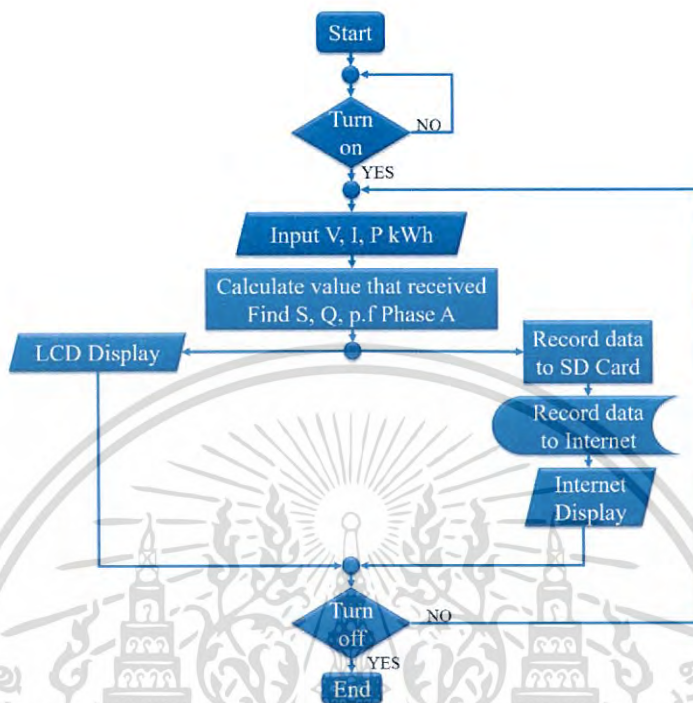 Start
Turn
on
NO
YES
Input V, I, P kWh
Calculate value that received
Find S, Q, p.f Phase A
LCD Display
Record data
to SD Card
Record data
to Internet
Internet
Display
Turn
off
NO
YES
End